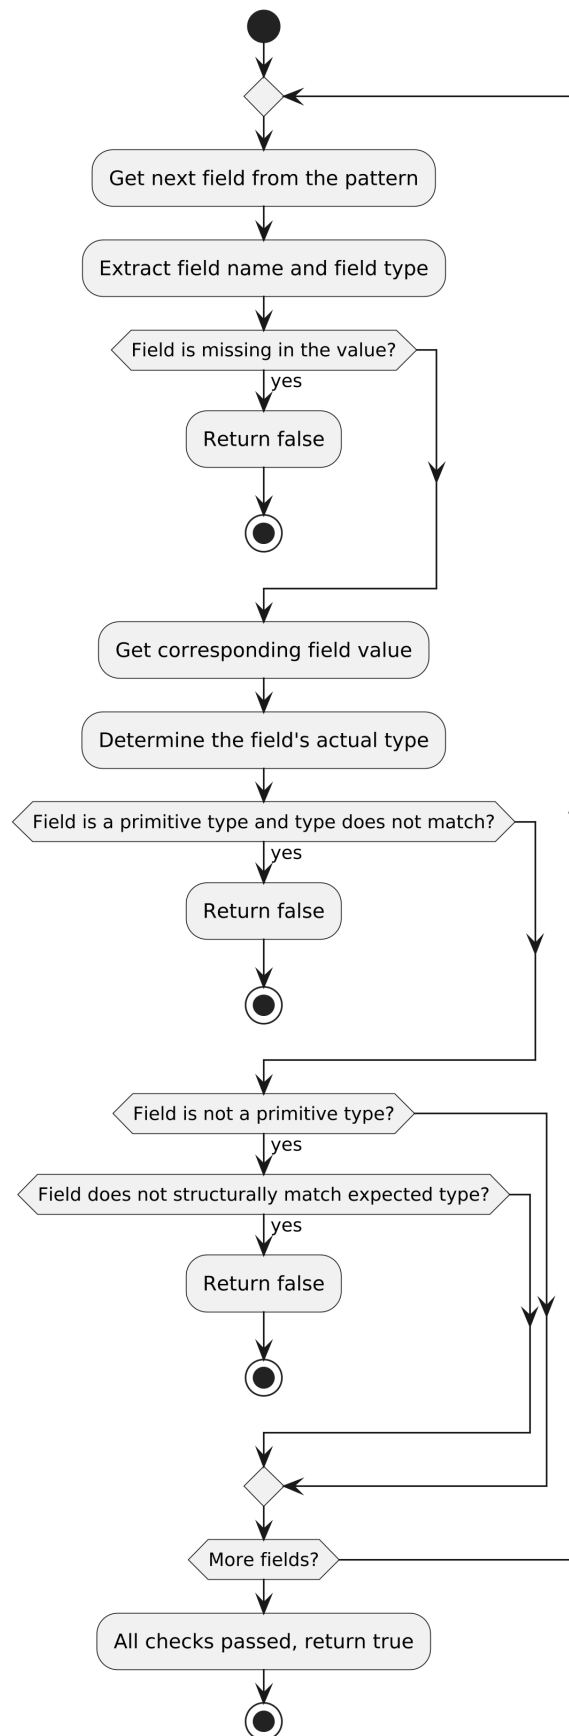 Get next field from the pattern
Extract field name and field type
Field is missing in the value?
yes
Return false
Get corresponding field value
Determine the field's actual type
Field is a primitive type and type does not match?
yes
Return false
Field is not a primitive type?
yes
Field does not structurally match expected type?
yes
Return false
More fields?
All checks passed, return true